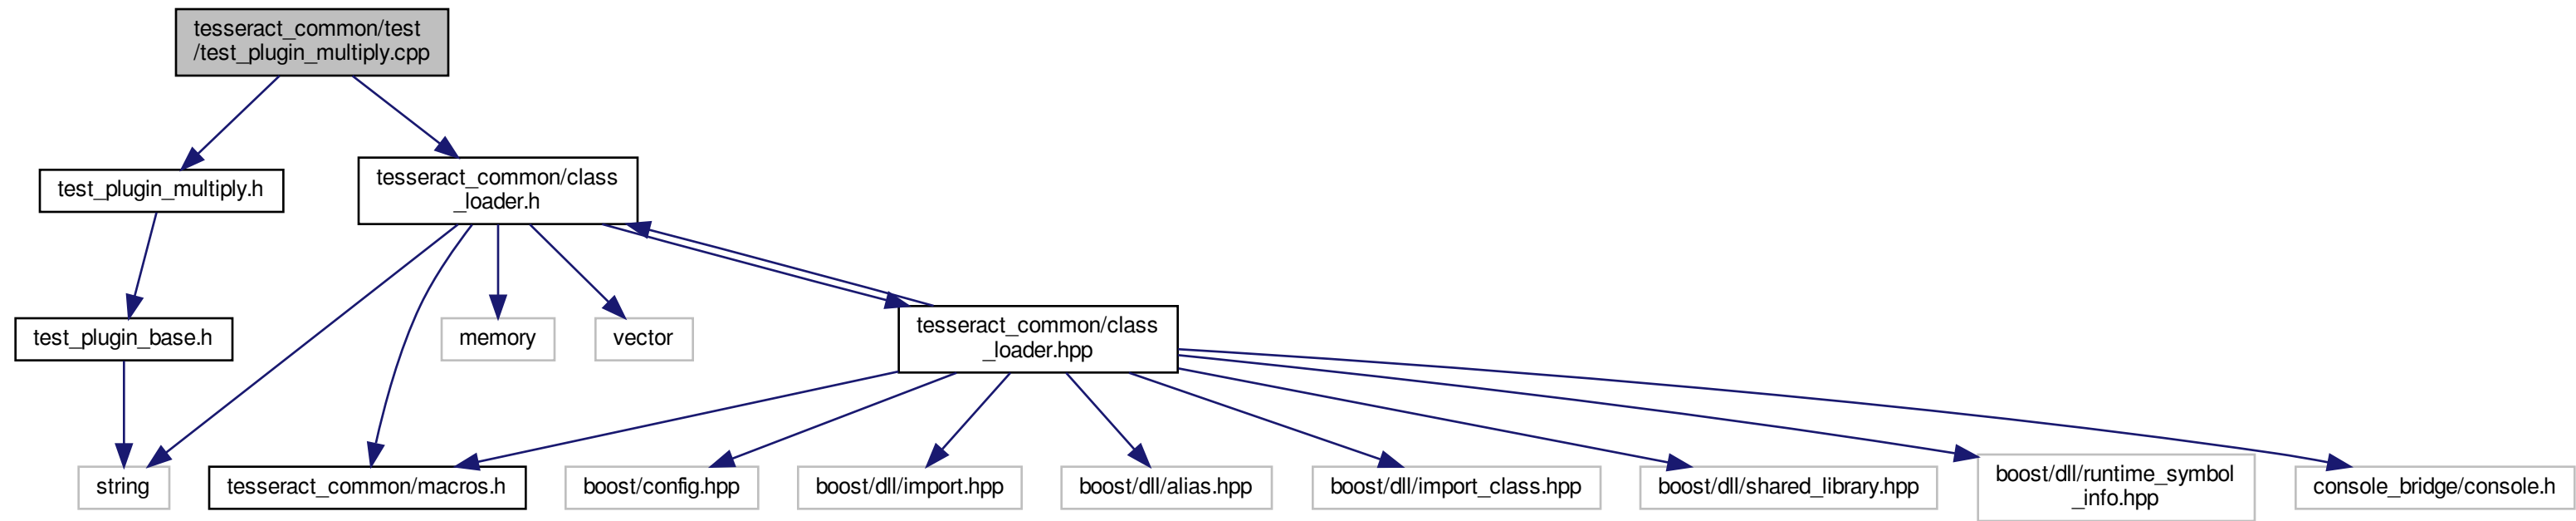 tesseract_common/test
/test_plugin_multiply.cpp
test_plugin_multiply.h
tesseract_common/class
_loader.h
test_plugin_base.h
memory
vector
tesseract_common/class
_loader.hpp
string
tesseract_common/macros.h
boost/config.hpp
boost/dll/import.hpp
boost/dll/alias.hpp
boost/dll/import_class.hpp
boost/dll/shared_library.hpp
boost/dll/runtime_symbol
_info.hpp
console_bridge/console.h